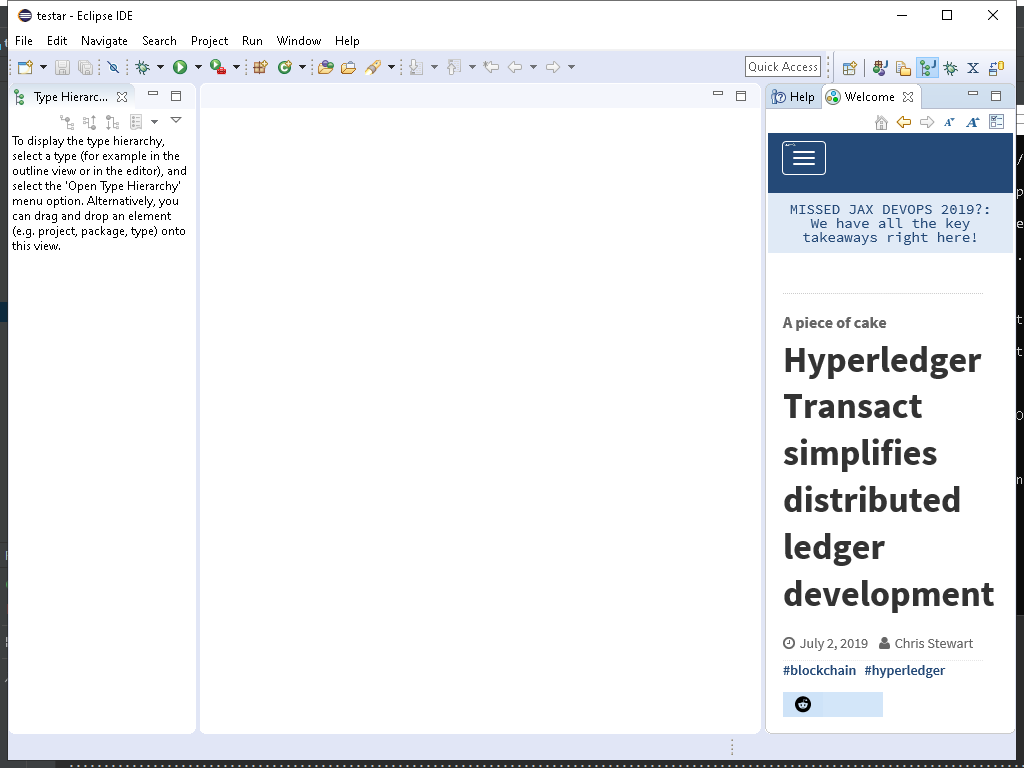 testar - Eclipse IDE
File Edit Navigate Search Project Run Window Help
Quick Access
Type Hierarc...
Help Welcome
To display the type hierarchy,
select a type (for example in the
outline view or in the editor), and
select the 'Open Type Hierarchy'
menu option. Alternatively, you
can drag and drop an element
(e.g. project, package, type) onto
this view.
MISSED JAX DEVOPS 2019?:
We have all the key
takeaways right here!
A piece of cake
Hyperledger
Transact
simplifies
distributed
ledger
development
July 2, 2019 Chris Stewart
#blockchain #hyperledger